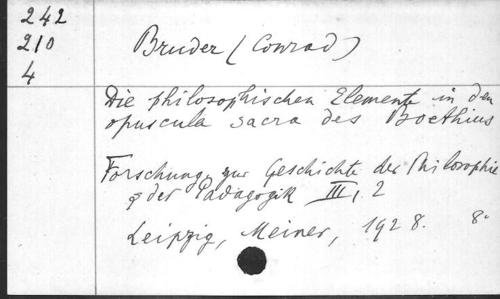 242
210
4
Bruder (Conrad)
Die philosophischen Elemente in den
opuscula sacra des Boethius
Forschung. zur Geschichte der Philosophie
& der Pädagogik III, 2
Leipzig, Meiner, 1928. 8°